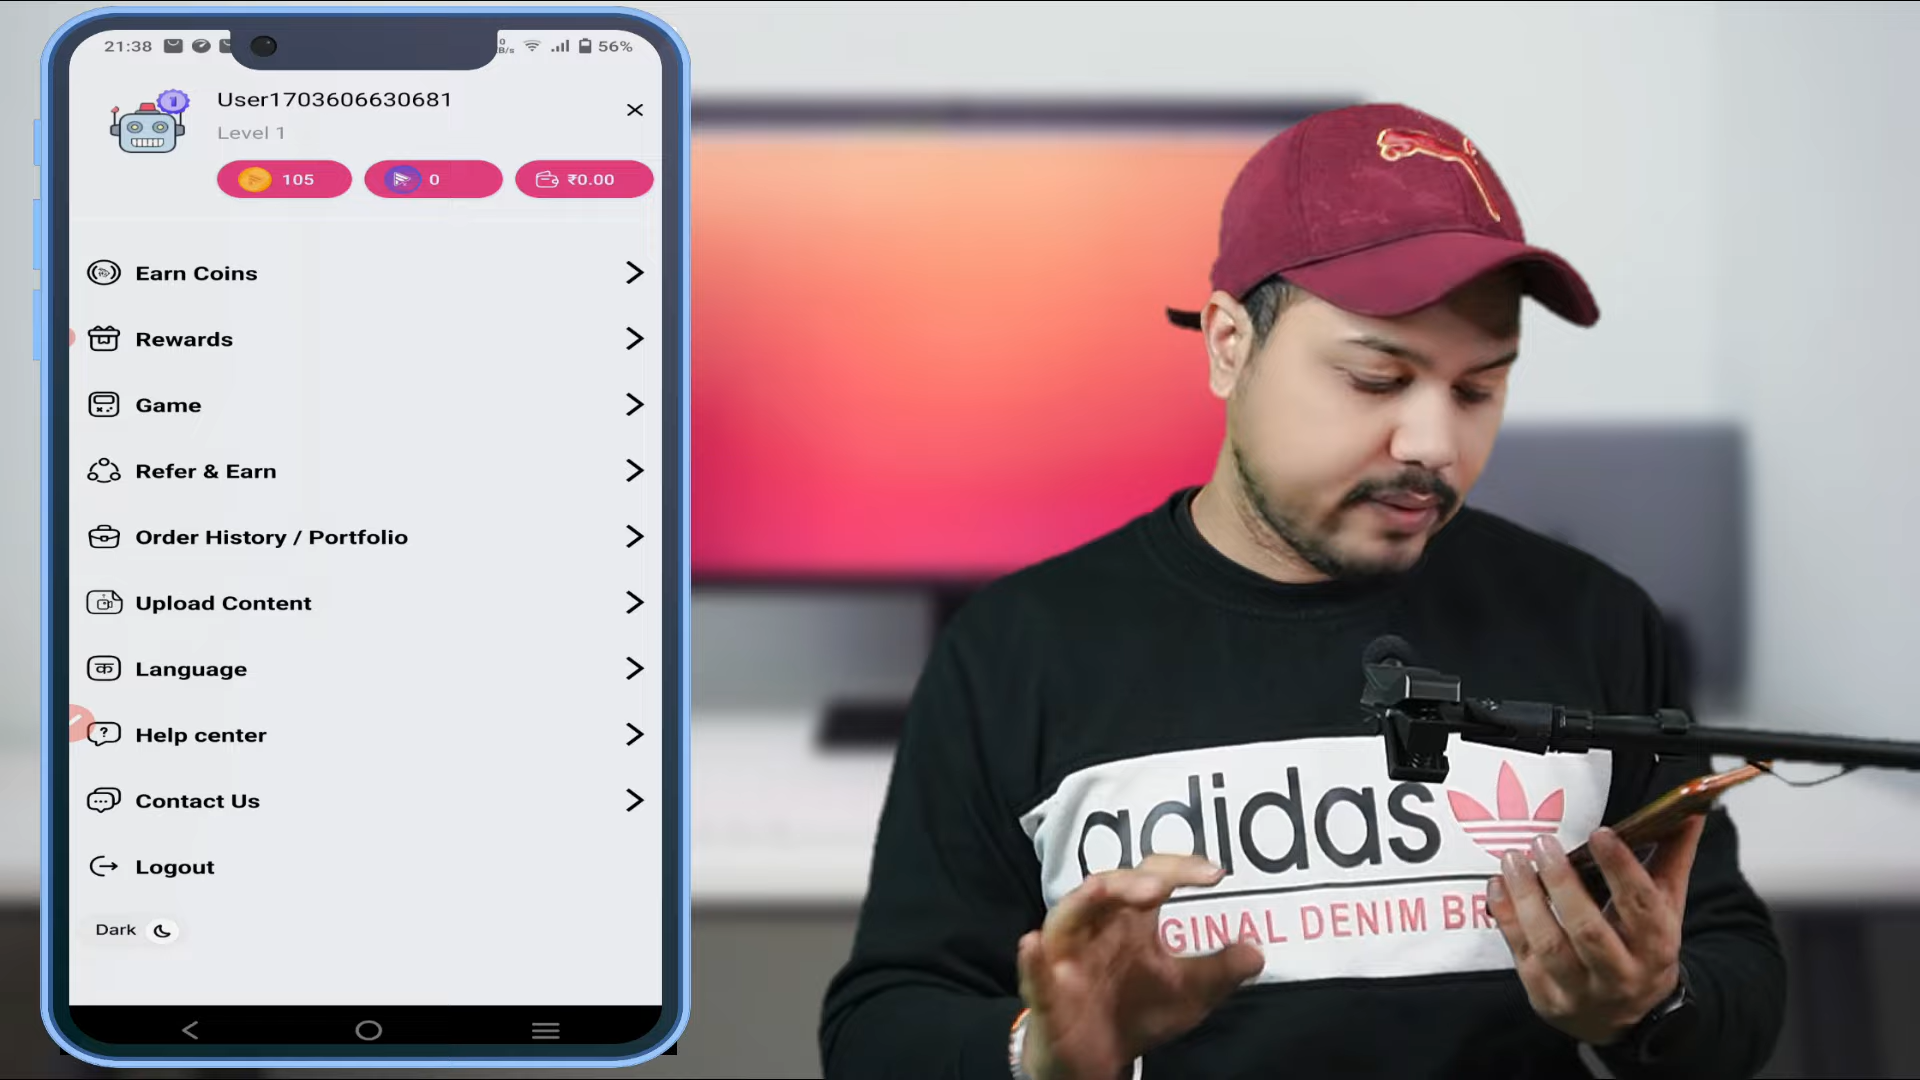 21:38
56%
User1703606630681
Level 1
105
0
₹0.00
Earn Coins
Rewards
Game
Refer & Earn
Order History / Portfolio
Upload Content
Language
Help center
Contact Us
Logout
Dark
adidas
GINAL DENIM BR